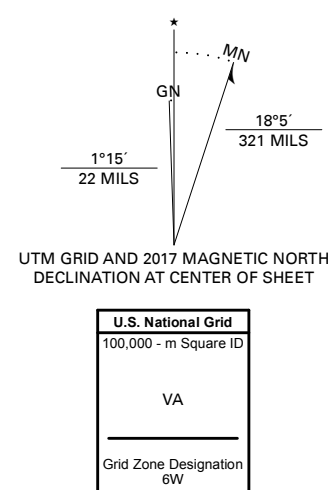 ★
MN
GN
18°5´
321 MILS
1°15´
22 MILS
UTM GRID AND 2017 MAGNETIC NORTH
DECLINATION AT CENTER OF SHEET
U.S. National Grid
100,000 - m Square ID
VA
Grid Zone Designation
6W